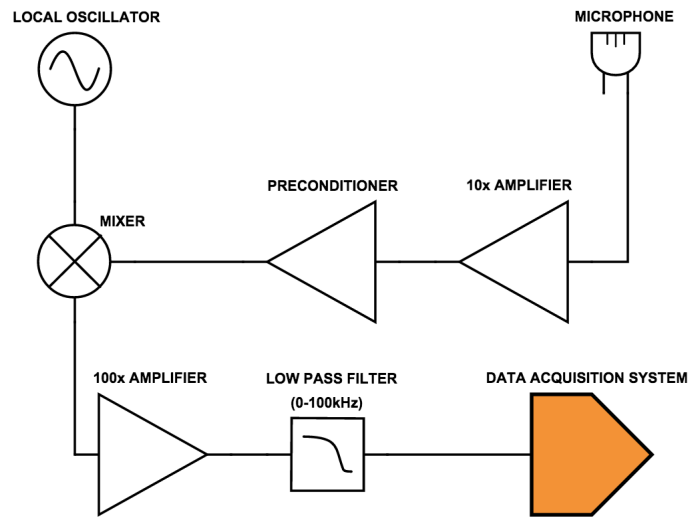 LOCAL OSCILLATOR
MICROPHONE
PRECONDITIONER
10x AMPLIFIER
MIXER
100x AMPLIFIER
LOW PASS FILTER
(0-100kHz)
DATA ACQUISITION SYSTEM